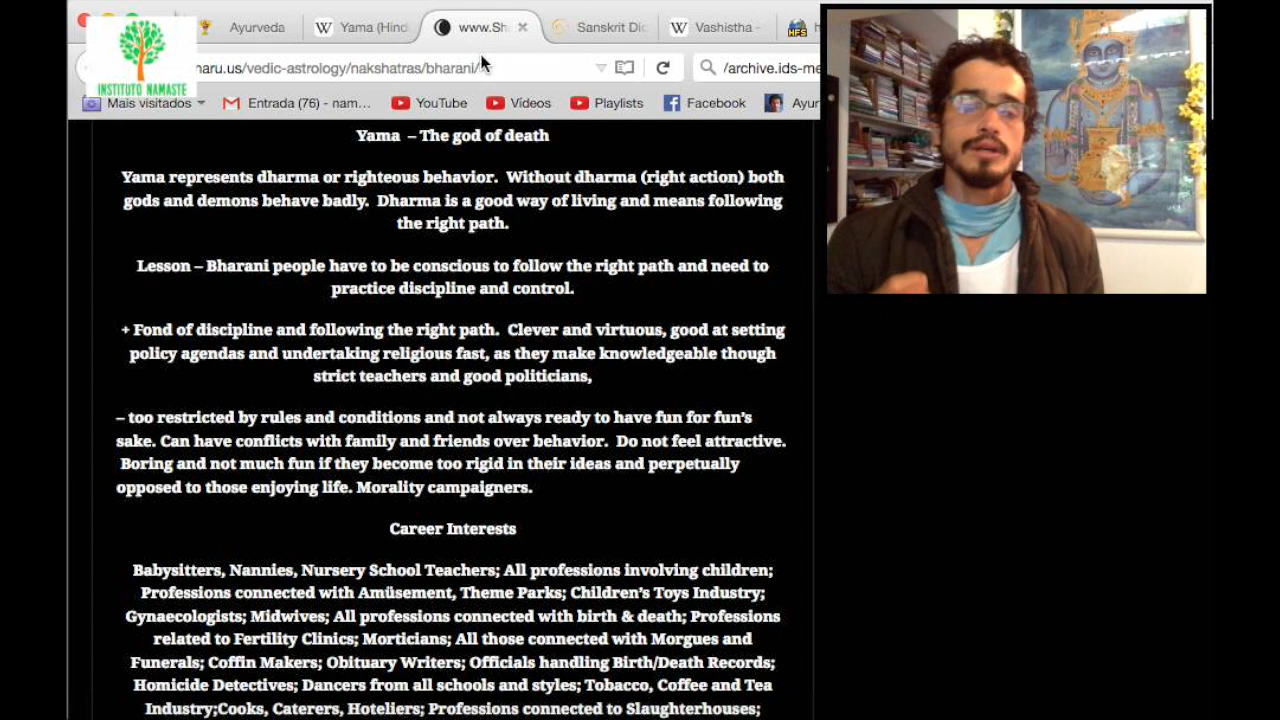 Ayurveda
Yama (Hind
www.Sh
Sanskrit Dic
Vashistha -
HFS
INSTITUTO NAMASTE
naru.us/vedic-astrology/nakshatras/bharani/
/archive.ids-me
Mais visitados
Entrada (76) - nam...
YouTube
Vídeos
Playlists
Facebook
Ayur
Yama – The god of death
Yama represents dharma or righteous behavior. Without dharma (right action) both
gods and demons behave badly. Dharma is a good way of living and means following
the right path.
Lesson – Bharani people have to be conscious to follow the right path and need to
practice discipline and control.
+ Fond of discipline and following the right path. Clever and virtuous, good at setting
policy agendas and undertaking religious fast, as they make knowledgeable though
strict teachers and good politicians,
– too restricted by rules and conditions and not always ready to have fun for fun's
sake. Can have conflicts with family and friends over behavior. Do not feel attractive.
Boring and not much fun if they become too rigid in their ideas and perpetually
opposed to those enjoying life. Morality campaigners.
Career Interests
Babysitters, Nannies, Nursery School Teachers; All professions involving children;
Professions connected with Amüsement, Theme Parks; Children's Toys Industry;
Gynaecologists; Midwives; All professions connected with birth & death; Professions
related to Fertility Clinics; Morticians; All those connected with Morgues and
Funerals; Coffin Makers; Obituary Writers; Officials handling Birth/Death Records;
Homicide Detectives; Dancers from all schools and styles; Tobacco, Coffee and Tea
Industry;Cooks, Caterers, Hoteliers; Professions connected to Slaughterhouses;